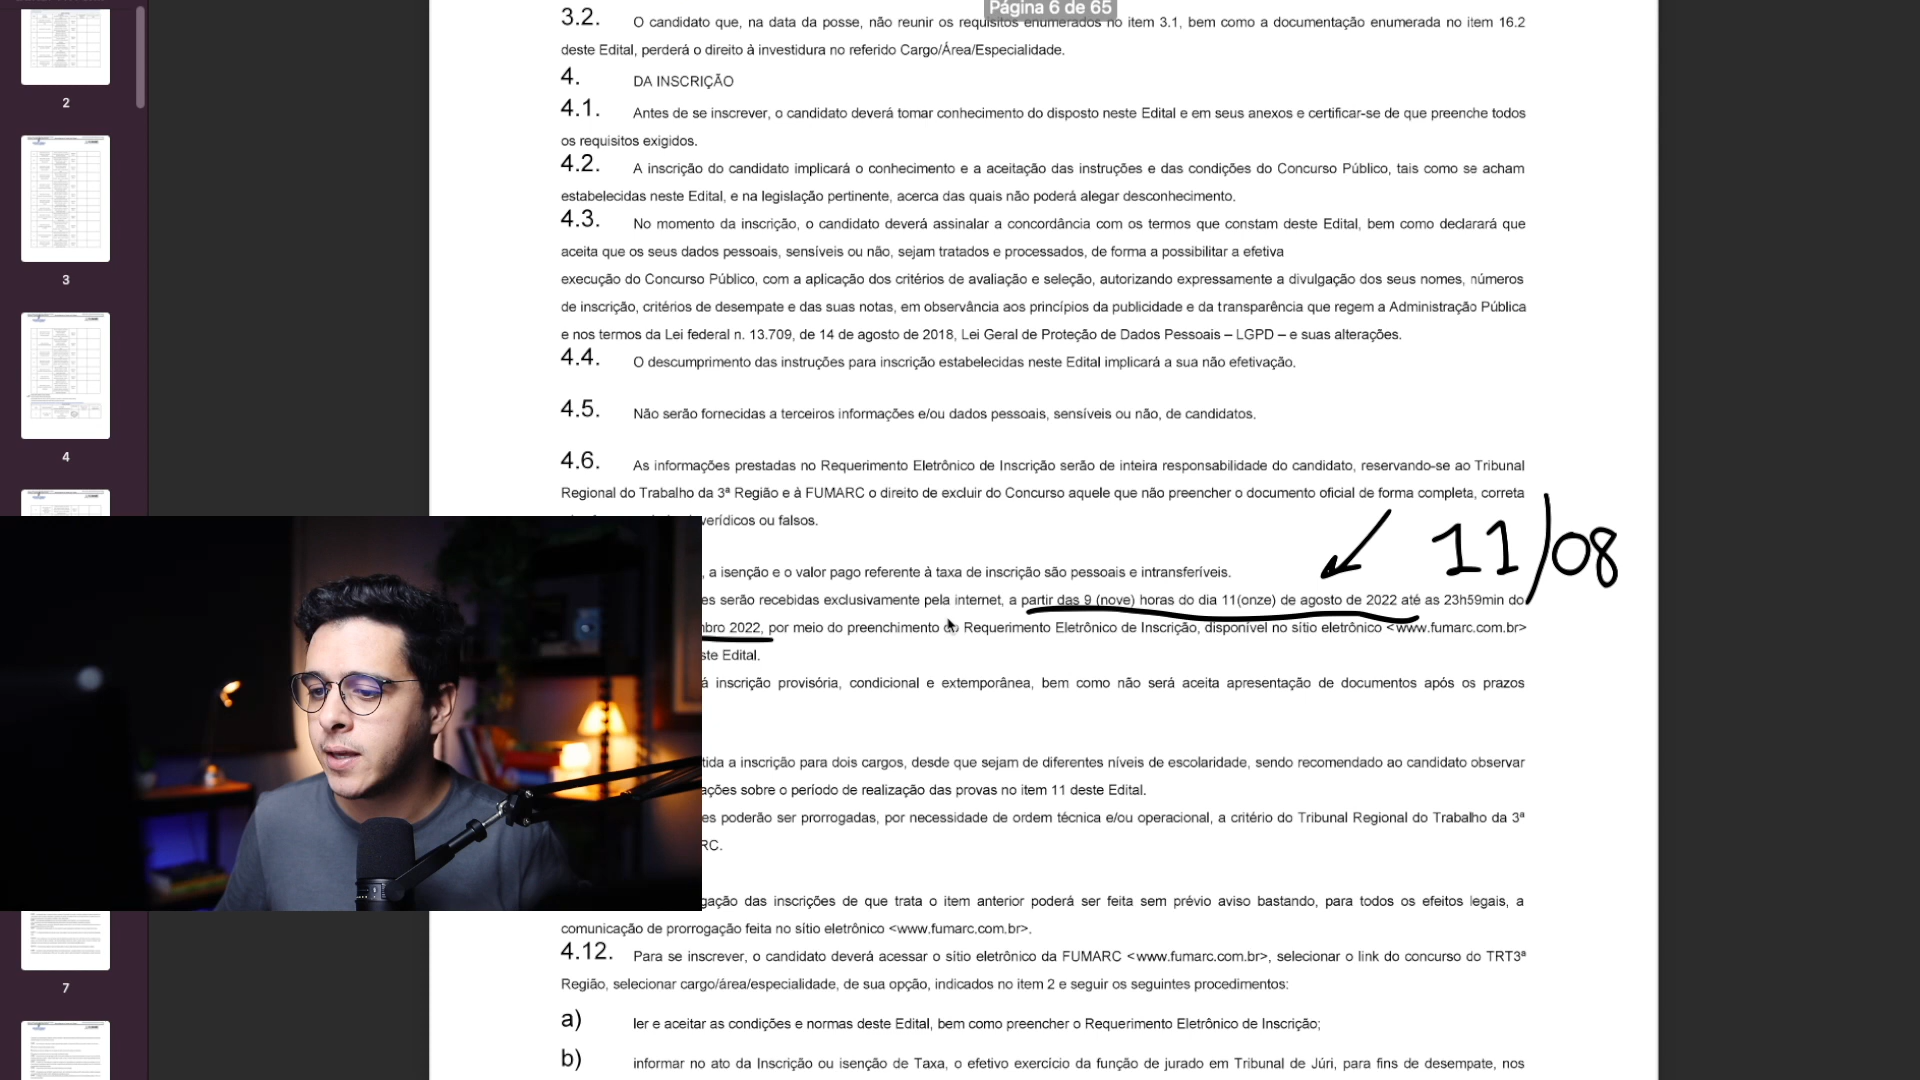 Página 6 de 65
3.2. O candidato que, na data da posse, não reunir os requisitos enumerados no item 3.1, bem como a documentação enumerada no item 16.2
deste Edital, perderá o direito à investidura no referido Cargo/Área/Especialidade.
4. DA INSCRIÇÃO
4.1. Antes de se inscrever, o candidato deverá tomar conhecimento do disposto neste Edital e em seus anexos e certificar-se de que preenche todos
os requisitos exigidos.
4.2. A inscrição do candidato implicará o conhecimento e a aceitação das instruções e das condições do Concurso Público, tais como se acham
estabelecidas neste Edital, e na legislação pertinente, acerca das quais não poderá alegar desconhecimento.
4.3. No momento da inscrição, o candidato deverá assinalar a concordância com os termos que constam deste Edital, bem como declarará que
aceita que os seus dados pessoais, sensíveis ou não, sejam tratados e processados, de forma a possibilitar a efetiva
execução do Concurso Público, com a aplicação dos critérios de avaliação e seleção, autorizando expressamente a divulgação dos seus nomes, números
de inscrição, critérios de desempate e das suas notas, em observância aos princípios da publicidade e da transparência que regem a Administração Pública
e nos termos da Lei federal n. 13.709, de 14 de agosto de 2018, Lei Geral de Proteção de Dados Pessoais – LGPD – e suas alterações.
4.4. O descumprimento das instruções para inscrição estabelecidas neste Edital implicará a sua não efetivação.
4.5. Não serão fornecidas a terceiros informações e/ou dados pessoais, sensíveis ou não, de candidatos.
4.6. As informações prestadas no Requerimento Eletrônico de Inscrição serão de inteira responsabilidade do candidato, reservando-se ao Tribunal
Regional do Trabalho da 3ª Região e à FUMARC o direito de excluir do Concurso aquele que não preencher o documento oficial de forma completa, correta
verídicos ou falsos.
11/08
, a isenção e o valor pago referente à taxa de inscrição são pessoais e intransferíveis.
es serão recebidas exclusivamente pela internet, a partir das 9 (nove) horas do dia 11(onze) de agosto de 2022 até as 23h59min do
mbro 2022, por meio do preenchimento do Requerimento Eletrônico de Inscrição, disponível no sítio eletrônico <www.fumarc.com.br>
ste Edital.
á inscrição provisória, condicional e extemporânea, bem como não será aceita apresentação de documentos após os prazos
tida a inscrição para dois cargos, desde que sejam de diferentes níveis de escolaridade, sendo recomendado ao candidato observar
ações sobre o período de realização das provas no item 11 deste Edital.
es poderão ser prorrogadas, por necessidade de ordem técnica e/ou operacional, a critério do Tribunal Regional do Trabalho da 3ª
RC.
gação das inscrições de que trata o item anterior poderá ser feita sem prévio aviso bastando, para todos os efeitos legais, a
comunicação de prorrogação feita no sítio eletrônico <www.fumarc.com.br>.
4.12. Para se inscrever, o candidato deverá acessar o sítio eletrônico da FUMARC <www.fumarc.com.br>, selecionar o link do concurso do TRT3ª
Região, selecionar cargo/área/especialidade, de sua opção, indicados no item 2 e seguir os seguintes procedimentos:
a) ler e aceitar as condições e normas deste Edital, bem como preencher o Requerimento Eletrônico de Inscrição;
b) informar no ato da Inscrição ou isenção de Taxa, o efetivo exercício da função de jurado em Tribunal de Júri, para fins de desempate, nos
2
3
4
7